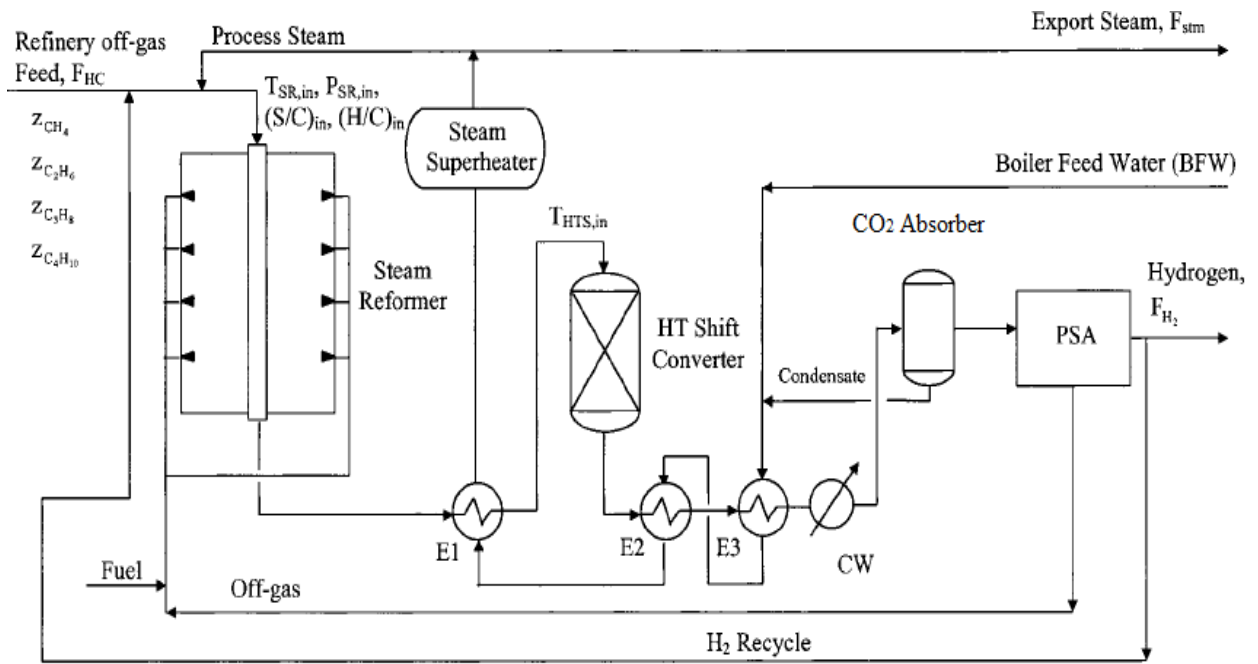 Export Steam, F_stm
Refinery off-gas
Feed, F_HC
Process Steam
T_SR,in, P_SR,in,
(S/C)_in, (H/C)_in
z_CH4
z_C2H6
z_C3H8
z_C4H10
Steam
Superheater
Boiler Feed Water (BFW)
T_HTS,in
CO2 Absorber
Steam
Reformer
HT Shift
Converter
Hydrogen,
F_H2
PSA
Condensate
E1
E2
E3
CW
Fuel
Off-gas
H2 Recycle